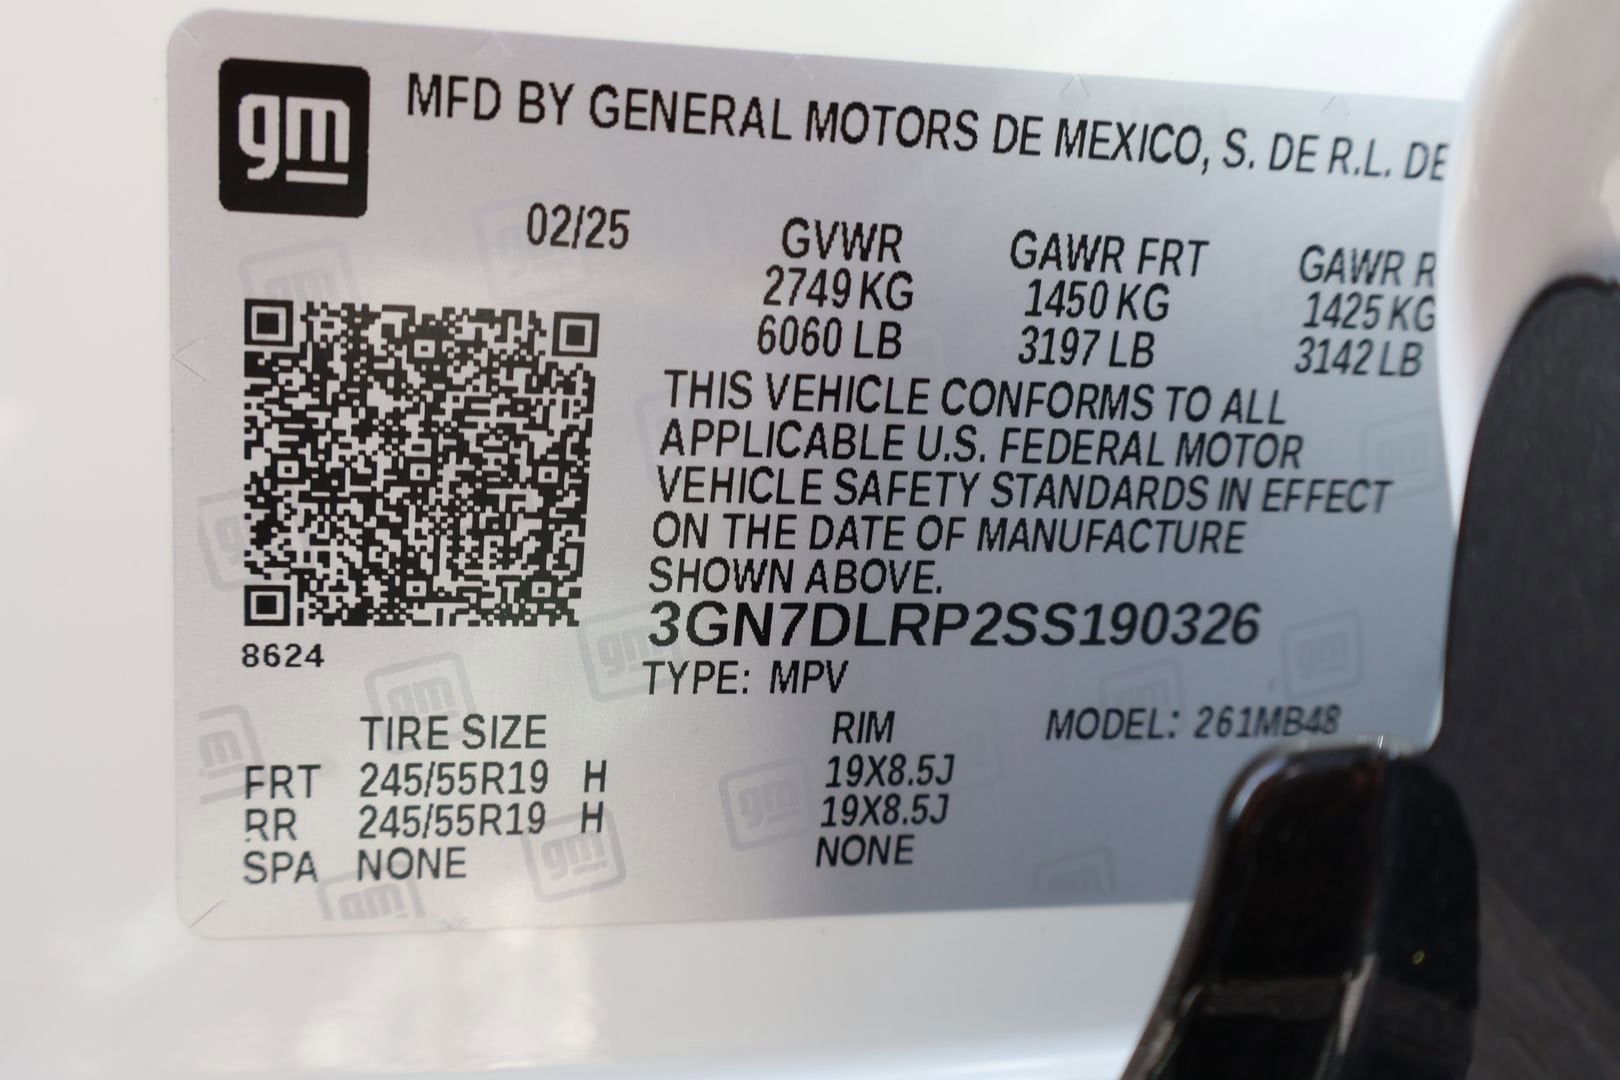 gm MFD BY GENERAL MOTORS DE MEXICO, S. DE R.L. DE
02/25 GVWR GAWR FRT GAWR R
2749 KG 1450 KG 1425 KG
6060 LB 3197 LB 3142 LB
THIS VEHICLE CONFORMS TO ALL
APPLICABLE U.S. FEDERAL MOTOR
VEHICLE SAFETY STANDARDS IN EFFECT
ON THE DATE OF MANUFACTURE
SHOWN ABOVE.
3GN7DLRP2SS190326
8624
TYPE: MPV
TIRE SIZE RIM MODEL: 261MB48
FRT 245/55R19 H 19X8.5J
RR 245/55R19 H 19X8.5J
SPA NONE NONE